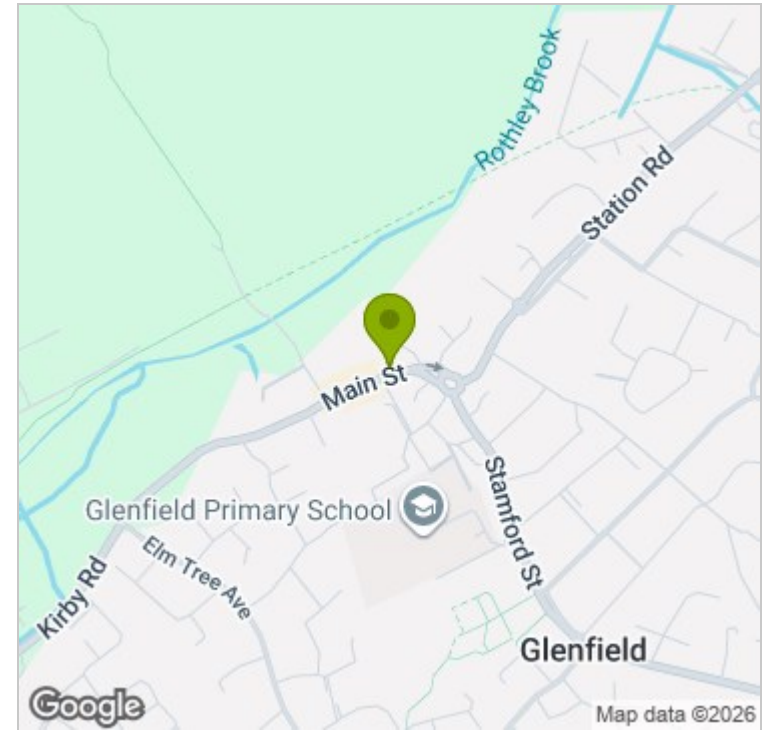 Rothley Brook
Station Rd
Main St
Glenfield Primary School
Stamford St
Elm Tree Ave
Kirby Rd
Glenfield
Google
Map data ©2026